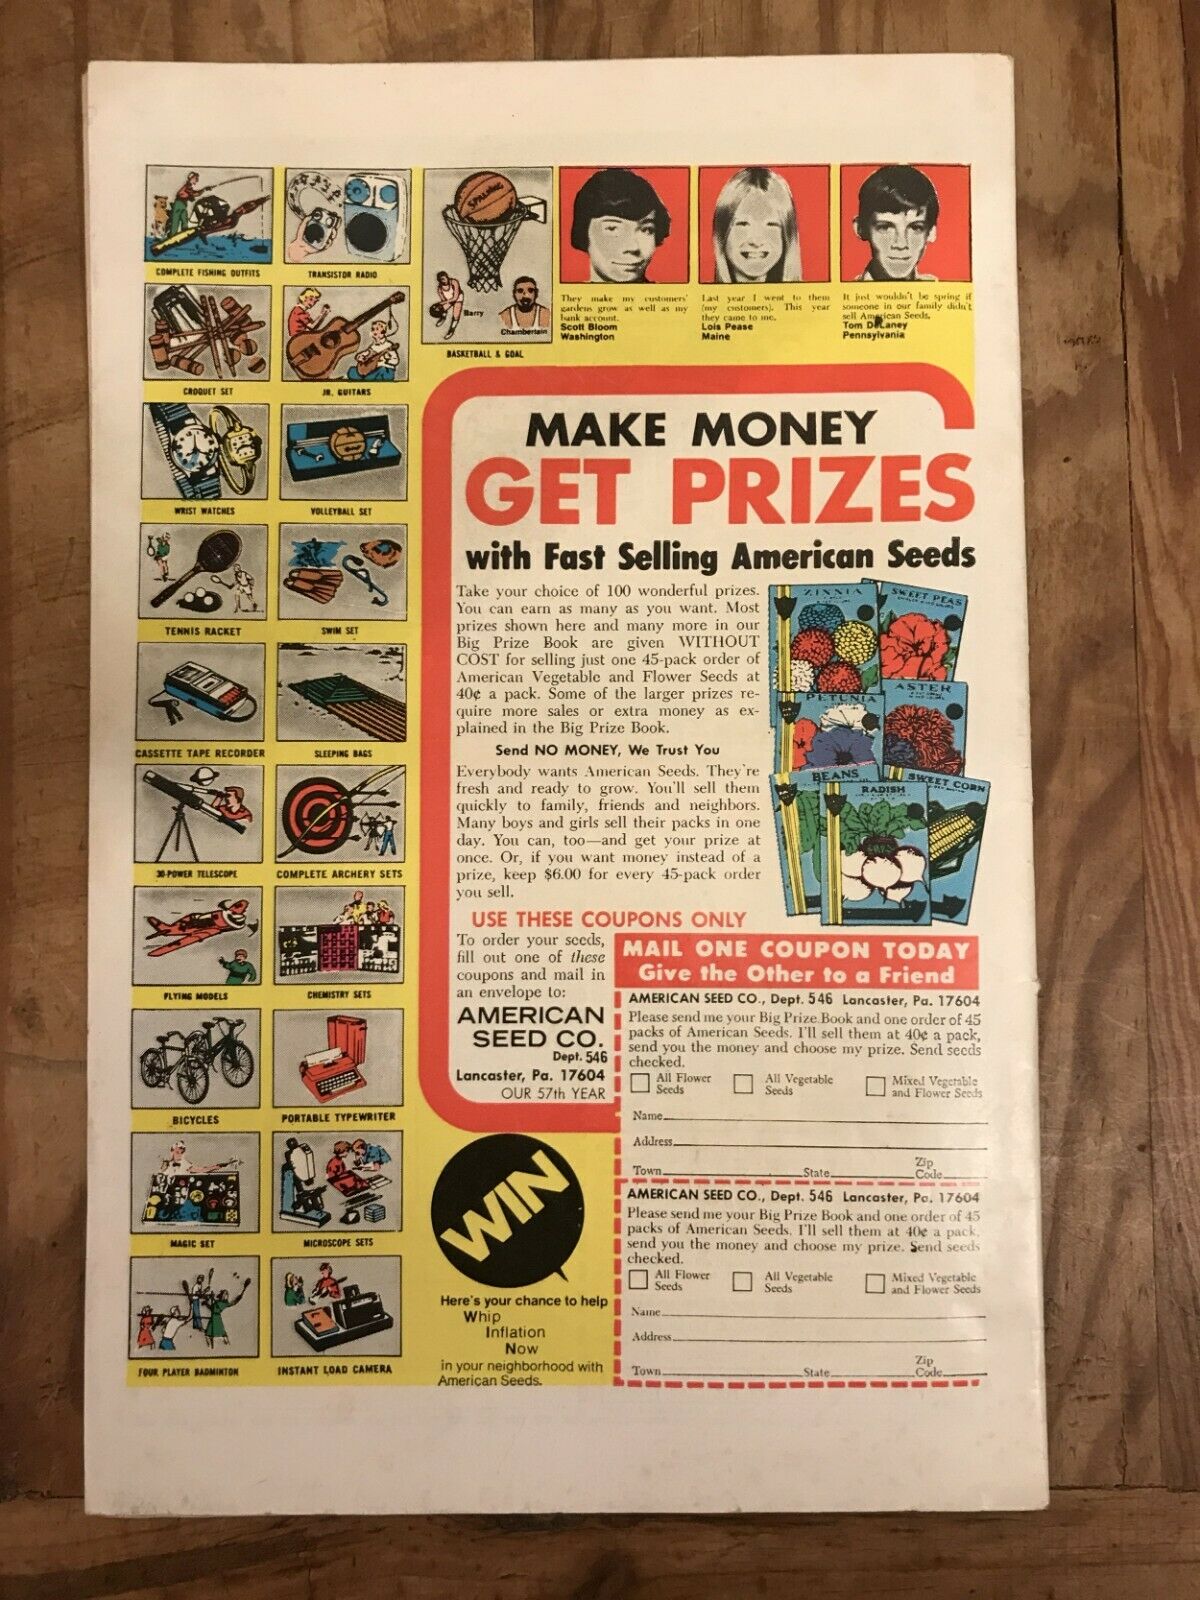 COMPLETE FISHING OUTFITS
TRANSISTOR RADIO
SPALDING
Barry
Chamberlain
BASKETBALL & GOAL
CROQUET SET
JR. GUITARS
WRIST WATCHES
VOLLEYBALL SET
TENNIS RACKET
SWIM SET
CASSETTE TAPE RECORDER
SLEEPING BAGS
30-POWER TELESCOPE
COMPLETE ARCHERY SETS
FLYING MODELS
CHEMISTRY SETS
BICYCLES
PORTABLE TYPEWRITER
MAGIC SET
MICROSCOPE SETS
FOUR PLAYER BADMINTON
INSTANT LOAD CAMERA
They make my customers'
gardens grow as well as my
bank account.
Scott Bloom
Washington
Last year I went to them
(my customers). This year
they came to me.
Lois Pease
Maine
It just wouldn't be spring if
someone in our family didn't
sell American Seeds.
Tom DeLaney
Pennsylvania
MAKE MONEY
GET PRIZES
with Fast Selling American Seeds
Take your choice of 100 wonderful prizes.
You can earn as many as you want. Most
prizes shown here and many more in our
Big Prize Book are given WITHOUT
COST for selling just one 45-pack order of
American Vegetable and Flower Seeds at
40¢ a pack. Some of the larger prizes re-
quire more sales or extra money as ex-
plained in the Big Prize Book.
Send NO MONEY, We Trust You
Everybody wants American Seeds. They're
fresh and ready to grow. You'll sell them
quickly to family, friends and neighbors.
Many boys and girls sell their packs in one
day. You can, too—and get your prize at
once. Or, if you want money instead of a
prize, keep $6.00 for every 45-pack order
you sell.
ZINNIA
SWEET PEAS
PETUNIA
ASTER
BEANS
RADISH
SWEET CORN
USE THESE COUPONS ONLY
To order your seeds,
fill out one of these
coupons and mail in
an envelope to:
AMERICAN
SEED CO.
Dept. 546
Lancaster, Pa. 17604
OUR 57th YEAR
MAIL ONE COUPON TODAY
Give the Other to a Friend
AMERICAN SEED CO., Dept. 546 Lancaster, Pa. 17604
Please send me your Big Prize Book and one order of 45
packs of American Seeds. I'll sell them at 40¢ a pack,
send you the money and choose my prize. Send seeds
checked.
All Flower Seeds
All Vegetable Seeds
Mixed Vegetable and Flower Seeds
Name
Address
Town State Zip Code
AMERICAN SEED CO., Dept. 546 Lancaster, Pa. 17604
Please send me your Big Prize Book and one order of 45
packs of American Seeds. I'll sell them at 40¢ a pack,
send you the money and choose my prize. Send seeds
checked.
All Flower Seeds
All Vegetable Seeds
Mixed Vegetable and Flower Seeds
Name
Address
Town State Zip Code
WIN
Here's your chance to help
Whip
Inflation
Now
in your neighborhood with
American Seeds.